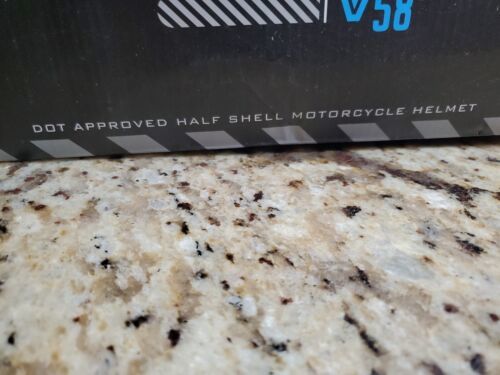 V58
DOT APPROVED HALF SHELL MOTORCYCLE HELMET